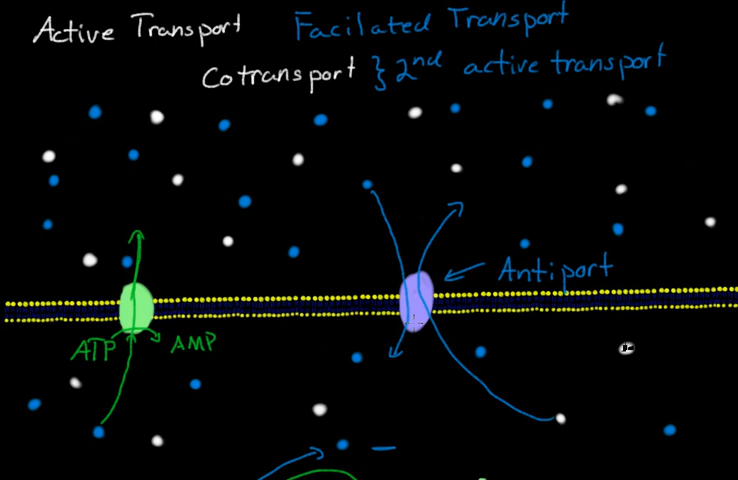 Active Transport Facilated Transport
Cotransport } 2nd active transport
Antiport
ATP AMP